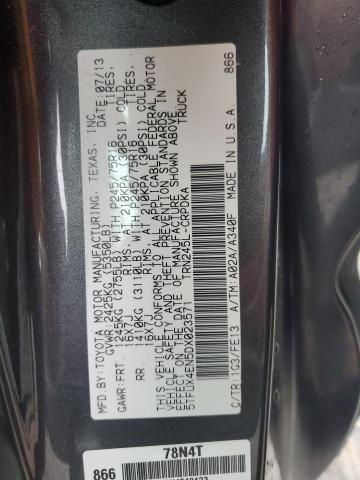 MFD. BY: TOYOTA MOTOR MANUFACTURING, TEXAS, INC.
DATE: 07/13
GVWR: 2425KG (5350LB)
GAWR:FRT. 1245KG (2755LB) WITH P245/75R16 TIRES,
16X7J RIMS, AT 210KPA (30PSI) COLD
RR. 1410KG (3110LB) WITH P245/75R16 TIRES,
16X7J RIMS, AT 210KPA (30PSI) COLD
THIS VEHICLE CONFORMS TO ALL APPLICABLE FEDERAL MOTOR
VEHICLE SAFETY AND THEFT PREVENTION STANDARDS IN
EFFECT ON THE DATE OF MANUFACTURE SHOWN ABOVE.
TRUCK
TRN245L-CRPDKA
C/TR:1G3/FE13 A/TM:A02A/A340F MADE IN U.S.A.
866
866
78N4T